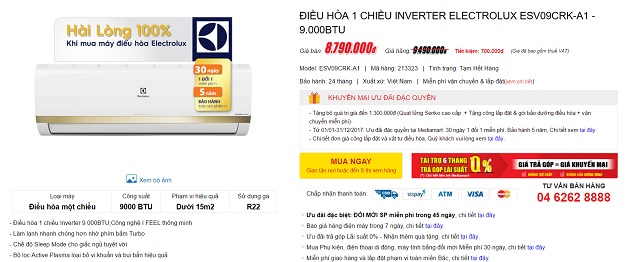 Hài Lòng 100%
Khi mua máy điều hòa Electrolux
30 ngày
1 ĐỔI 1
5 năm
BẢO HÀNH
Electrolux
Xem bộ ảnh
Loại máy Công suất Phạm vi hiệu quả Sử dụng ga
Điều hòa một chiều 9000 BTU Dưới 15m2 R22
- Điều hòa 1 chiều Inverter 9.000BTU,Công nghệ I FEEL thông minh
- Làm lạnh nhanh chóng hơn nhờ phím bấm Turbo
- Chế độ Sleep Mode cho giấc ngủ tuyệt vời
- Bộ lọc Active Plasma loại bỏ vi khuẩn và bụi bẩn hiệu quả
ĐIỀU HÒA 1 CHIỀU INVERTER ELECTROLUX ESV09CRK-A1 -
9.000BTU
Giá bán: 8.790.000đ Giá hãng: 9.490.000đ Tiết kiệm: 700.000đ (Giá đã bao gồm thuế VAT)
Model: ESV09CRK-A1 | Mã hàng: 213323 | Tình trạng: Tạm Hết Hàng
Bảo hành: 24 tháng | Xuất xứ: Việt Nam | Miễn phí vận chuyển & lắp đặt(xem chi tiết)
KHUYẾN MẠI ƯU ĐÃI ĐẶC QUYỀN
- Tặng bộ quà trị giá đến 1.300.000đ (Quạt lửng Senko cao cấp + Tặng công lắp đặt & gói bảo dưỡng điều hòa + vận
chuyển miễn phí)
- Từ 01/01-31/12/2017: Ưu đãi đặc quyền tại Mediamart: 30 ngày 1 đổi 1 miễn phí, Bảo hành 5 năm, Chi tiết xem tại đây.
- Chi tiết đơn giá công lắp đặt và vật tư điều hòa, Quý khách vui lòng xem tại đây.
MUA NGAY
Giao tận nơi hoặc đến S.thị xem hàng
TÀI TRỢ 6 THÁNG
TRẢ GÓP LÃI SUẤT 0%
GIÁ TRẢ GÓP = GIÁ KHUYẾN MẠI
Chấp nhận thanh toán: VISA
TƯ VẤN BÁN HÀNG
04 6262 8888
- Ưu đãi đặc biệt: ĐỔI MỚI SP miễn phí trong 45 ngày, chi tiết tại đây
- Bao giá hàng điện máy trong 7 ngày, chi tiết tại đây.
- Ưu đãi trả góp Lãi suất 0% - Nhận thêm quà tặng, chi tiết tại đây.
- Mua Phụ kiện, điện thoại di động, máy tính bảng đổi mới Miễn phí 30 ngày, chi tiết tại đây.
- Miễn phí giao hàng và lắp đặt phạm vi toàn miền Bắc, chi tiết tại đây.